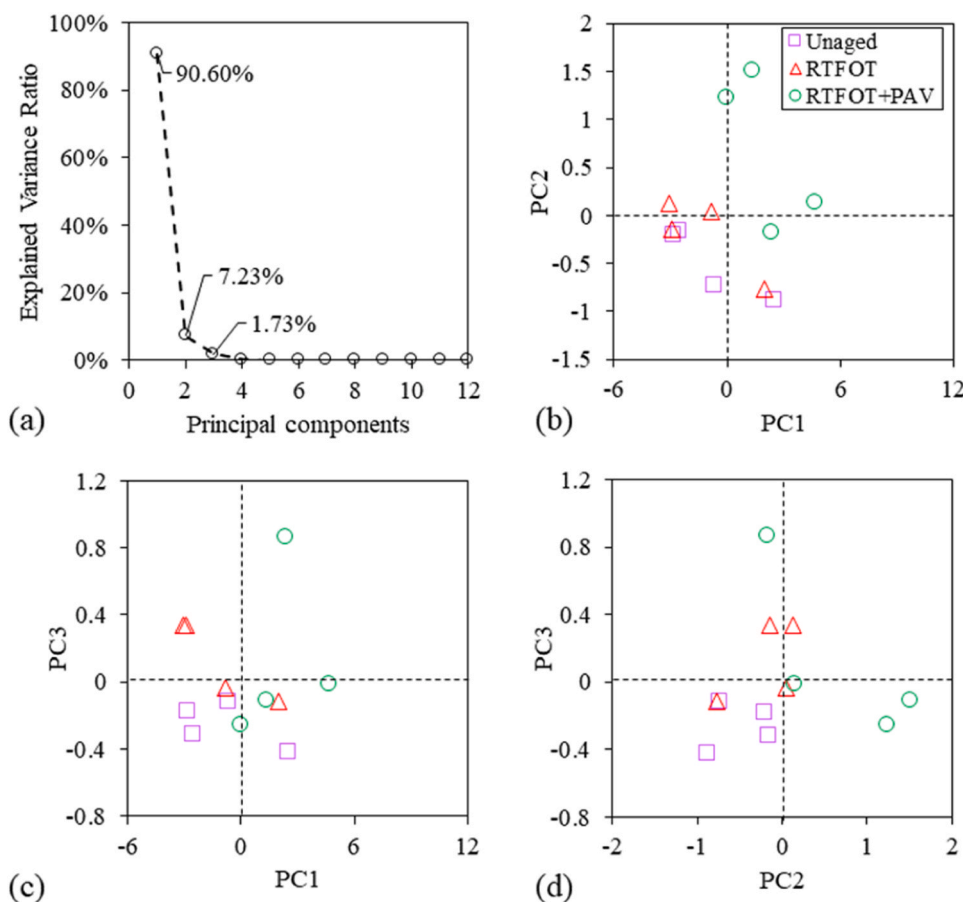 100%
80%
60%
40%
20%
0%
Explained Variance Ratio
90.60%
7.23%
1.73%
0 2 4 6 8 10 12
Principal components
(a)
2
1.5
1
0.5
0
-0.5
-1
-1.5
PC2
Unaged
RTFOT
RTFOT+PAV
-6 0 6 12
PC1
(b)
1.2
0.8
0.4
0
-0.4
-0.8
PC3
-6 0 6 12
PC1
(c)
1.2
0.8
0.4
0
-0.4
-0.8
PC3
-2 -1 0 1 2
PC2
(d)